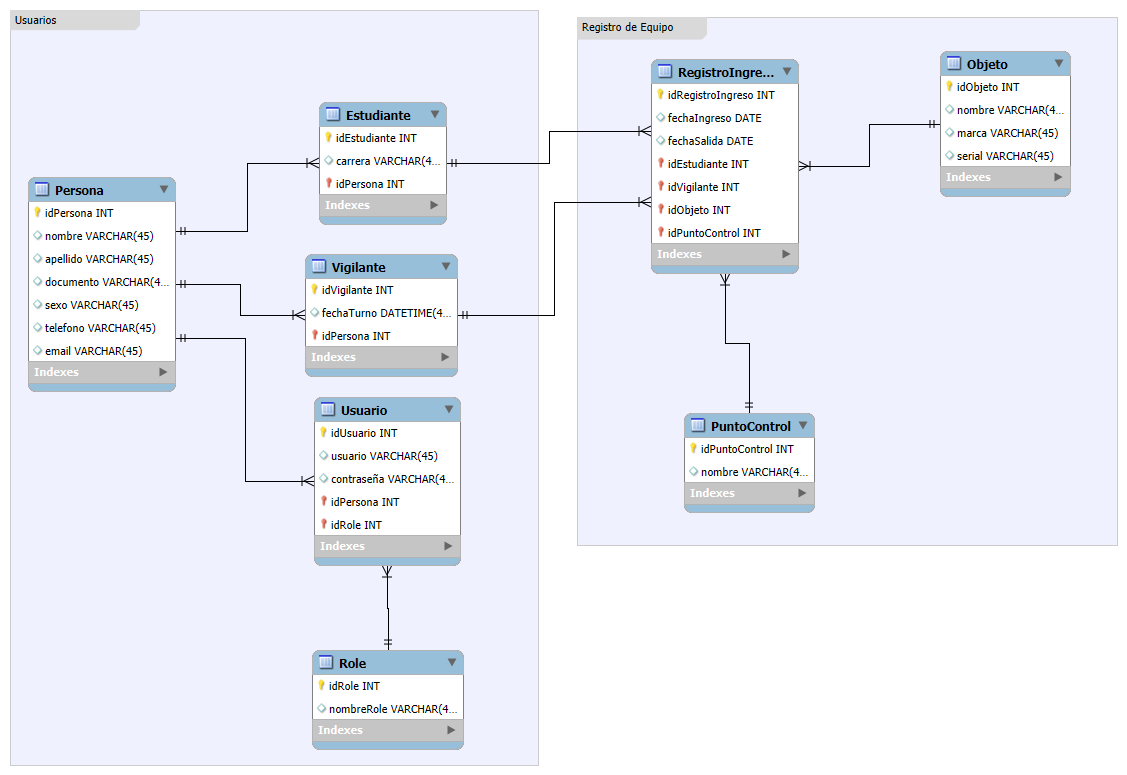 Usuarios
Persona
idPersona INT
nombre VARCHAR(45)
apellido VARCHAR(45)
documento VARCHAR(4...
sexo VARCHAR(45)
telefono VARCHAR(45)
email VARCHAR(45)
Indexes
Estudiante
idEstudiante INT
carrera VARCHAR(4...
idPersona INT
Indexes
Vigilante
idVigilante INT
fechaTurno DATETIME(4...
idPersona INT
Indexes
Usuario
idUsuario INT
usuario VARCHAR(45)
contraseña VARCHAR(4...
idPersona INT
idRole INT
Indexes
Role
idRole INT
nombreRole VARCHAR(4...
Indexes
Registro de Equipo
RegistroIngre...
idRegistroIngreso INT
fechaIngreso DATE
fechaSalida DATE
idEstudiante INT
idVigilante INT
idObjeto INT
idPuntoControl INT
Indexes
Objeto
idObjeto INT
nombre VARCHAR(4...
marca VARCHAR(45)
serial VARCHAR(45)
Indexes
PuntoControl
idPuntoControl INT
nombre VARCHAR(4...
Indexes